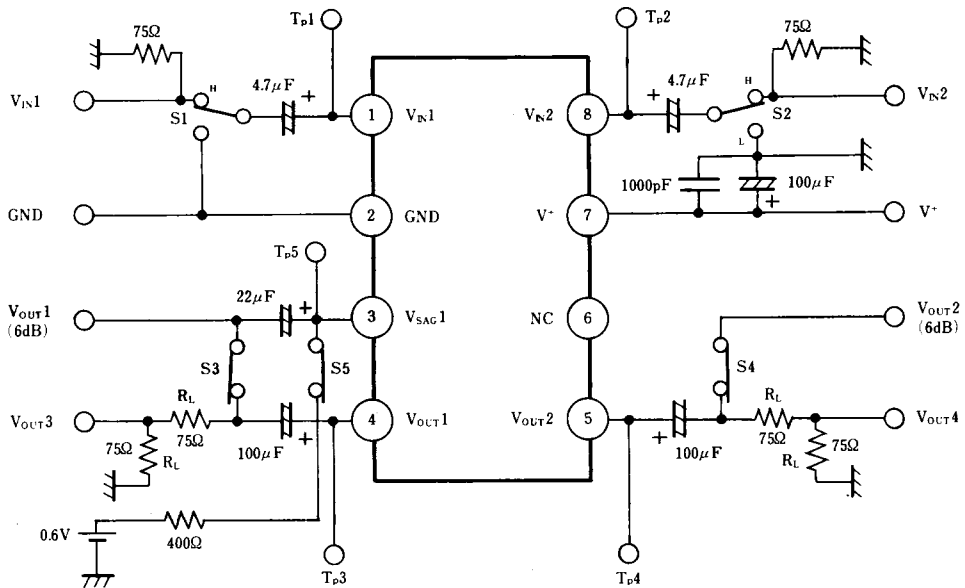 Tp1
Tp2
75Ω
75Ω
4.7μF
+
4.7μF
+
H
H
VIN1
S1
1
VIN1
VIN2
8
S2
VIN2
L
1000pF
100μF
+
GND
2
GND
V+
7
V+
Tp5
22μF
+
VOUT1
(6dB)
3
VSAG1
NC
6
VOUT2
(6dB)
S3
S5
S4
RL
RL
VOUT3
75Ω
4
VOUT1
VOUT2
5
75Ω
VOUT4
75Ω
RL
100μF
+
+
100μF
RL
75Ω
0.6V
400Ω
Tp3
Tp4